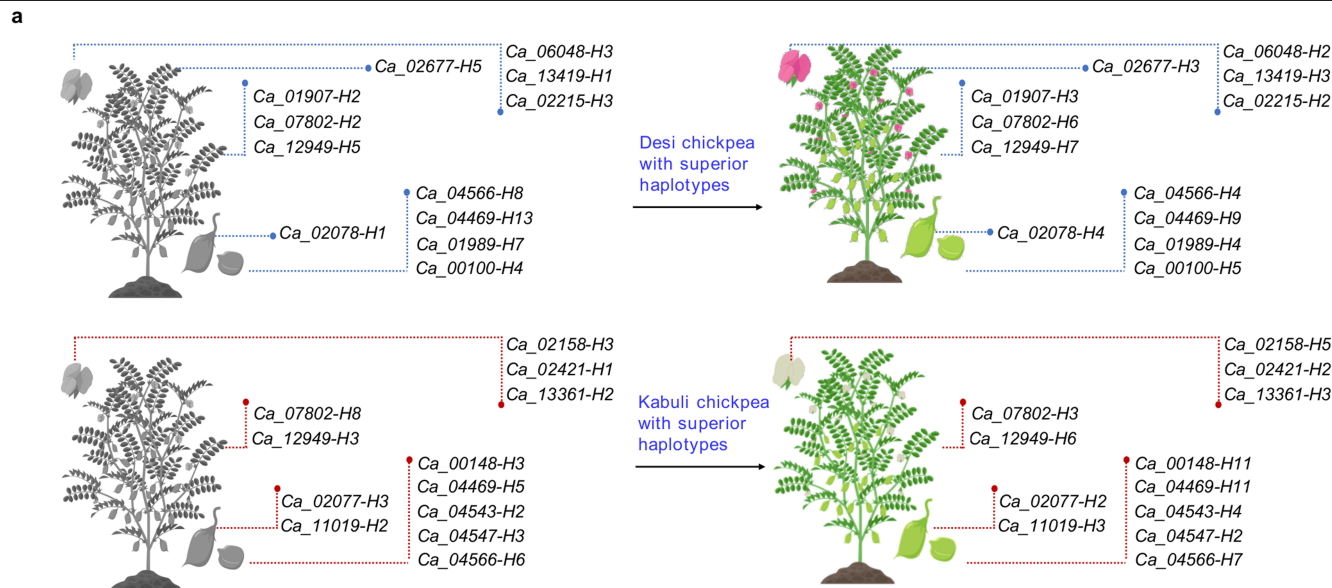 a
Ca_06048-H3
Ca_13419-H1
Ca_02215-H3
Ca_02677-H5
Ca_01907-H2
Ca_07802-H2
Ca_12949-H5
Ca_04566-H8
Ca_04469-H13
Ca_01989-H7
Ca_00100-H4
Ca_02078-H1
Desi chickpea
with superior
haplotypes
Ca_06048-H2
Ca_13419-H3
Ca_02215-H2
Ca_02677-H3
Ca_01907-H3
Ca_07802-H6
Ca_12949-H7
Ca_04566-H4
Ca_04469-H9
Ca_01989-H4
Ca_00100-H5
Ca_02078-H4
Ca_02158-H3
Ca_02421-H1
Ca_13361-H2
Ca_07802-H8
Ca_12949-H3
Ca_00148-H3
Ca_04469-H5
Ca_04543-H2
Ca_04547-H3
Ca_04566-H6
Ca_02077-H3
Ca_11019-H2
Kabuli chickpea
with superior
haplotypes
Ca_02158-H5
Ca_02421-H2
Ca_13361-H3
Ca_07802-H3
Ca_12949-H6
Ca_00148-H11
Ca_04469-H11
Ca_04543-H4
Ca_04547-H2
Ca_04566-H7
Ca_02077-H2
Ca_11019-H3